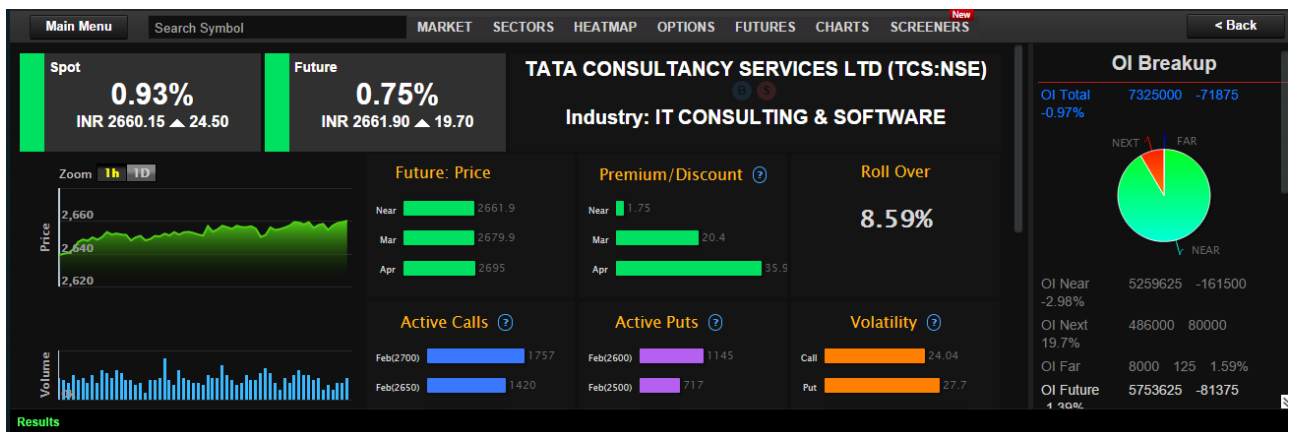 Main Menu
Search Symbol
MARKET SECTORS HEATMAP OPTIONS FUTURES CHARTS SCREENERS
New
< Back
Spot
0.93%
INR 2660.15 ▲ 24.50
Future
0.75%
INR 2661.90 ▲ 19.70
TATA CONSULTANCY SERVICES LTD (TCS:NSE)
B S
Industry: IT CONSULTING & SOFTWARE
Zoom 1h 1D
Price
2,660
2,640
2,620
Volume
Future: Price
Near 2661.9
Mar 2679.9
Apr 2695
Premium/Discount ?
Near 1.75
Mar 20.4
Apr 35.9
Roll Over
8.59%
Active Calls ?
Feb(2700) 1757
Feb(2650) 1420
Active Puts ?
Feb(2600) 1145
Feb(2500) 717
Volatility ?
Call 24.04
Put 27.7
OI Breakup
OI Total 7325000 -71875
-0.97%
NEXT FAR
NEAR
OI Near 5259625 -161500
-2.98%
OI Next 486000 80000
19.7%
OI Far 8000 125 1.59%
OI Future 5753625 -81375
-1.39%
Results